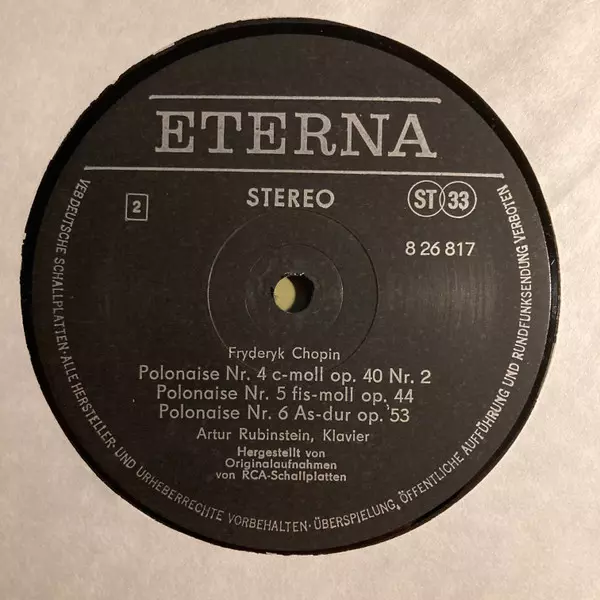 ETERNA
STEREO
2
ST 33
8 26 817
Fryderyk Chopin
Polonaise Nr. 4 c-moll op. 40 Nr. 2
Polonaise Nr. 5 fis-moll op. 44
Polonaise Nr. 6 As-dur op. 53
Artur Rubinstein, Klavier
Hergestellt von
Originalaufnahmen
von RCA-Schallplatten
VEB DEUTSCHE SCHALLPLATTEN · ALLE HERSTELLER- UND URHEBERRECHTE VORBEHALTEN · ÜBERSPIELUNG, ÖFFENTLICHE AUFFÜHRUNG UND RUNDFUNKSENDUNG VERBOTEN